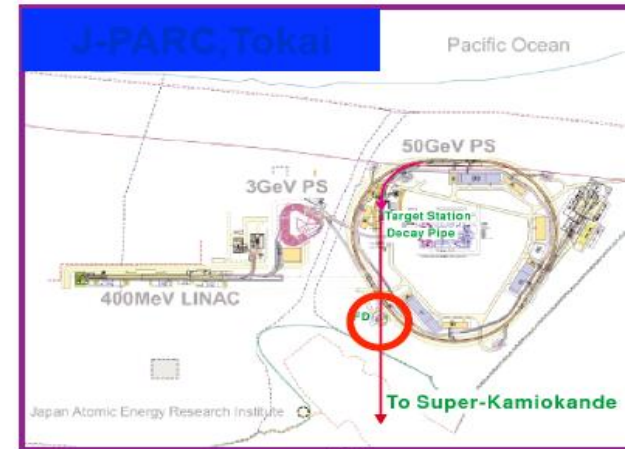 J-PARC,Tokai
Pacific Ocean
50GeV PS
3GeV PS
Target Station
Decay Pipe
400MeV LINAC
To Super-Kamiokande
Japan Atomic Energy Research Institute